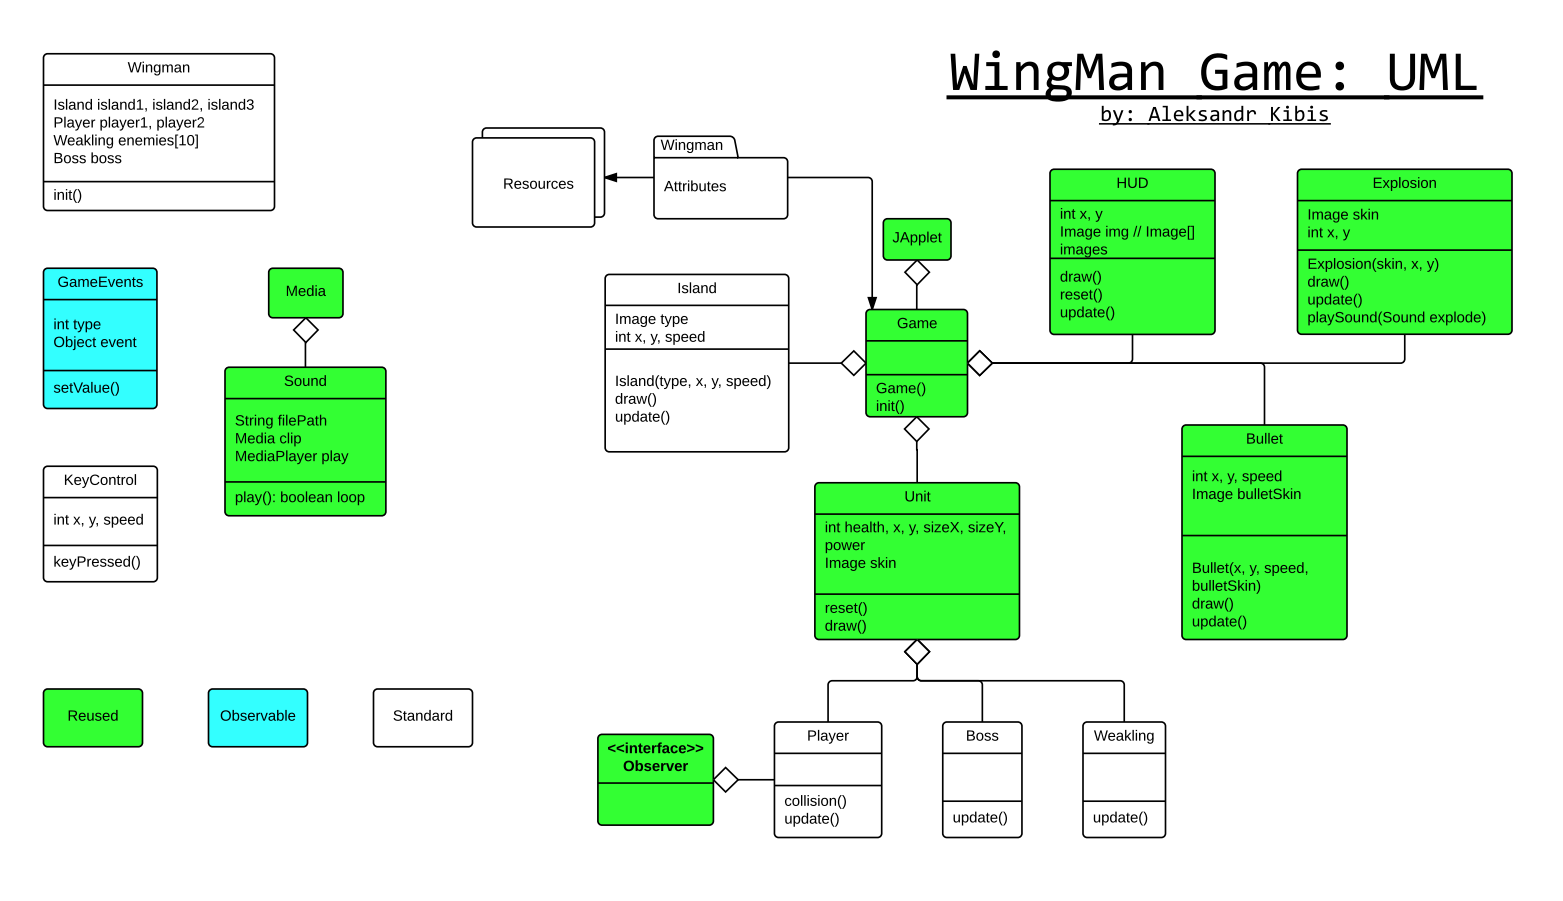 WingMan Game: UML
by: Aleksandr Kibis
Wingman
Island island1, island2, island3
Player player1, player2
Weakling enemies[10]
Boss boss
init()
Resources
Wingman
Attributes
JApplet
HUD
int x, y
Image img // Image[]
images
draw()
reset()
update()
Explosion
Image skin
int x, y
Explosion(skin, x, y)
draw()
update()
playSound(Sound explode)
GameEvents
int type
Object event
setValue()
Media
Sound
String filePath
Media clip
MediaPlayer play
play(): boolean loop
Island
Image type
int x, y, speed
Island(type, x, y, speed)
draw()
update()
Game
Game()
init()
KeyControl
int x, y, speed
keyPressed()
Unit
int health, x, y, sizeX, sizeY,
power
Image skin
reset()
draw()
Bullet
int x, y, speed
Image bulletSkin
Bullet(x, y, speed,
bulletSkin)
draw()
update()
Reused
Observable
Standard
<<interface>>
Observer
Player
collision()
update()
Boss
update()
Weakling
update()